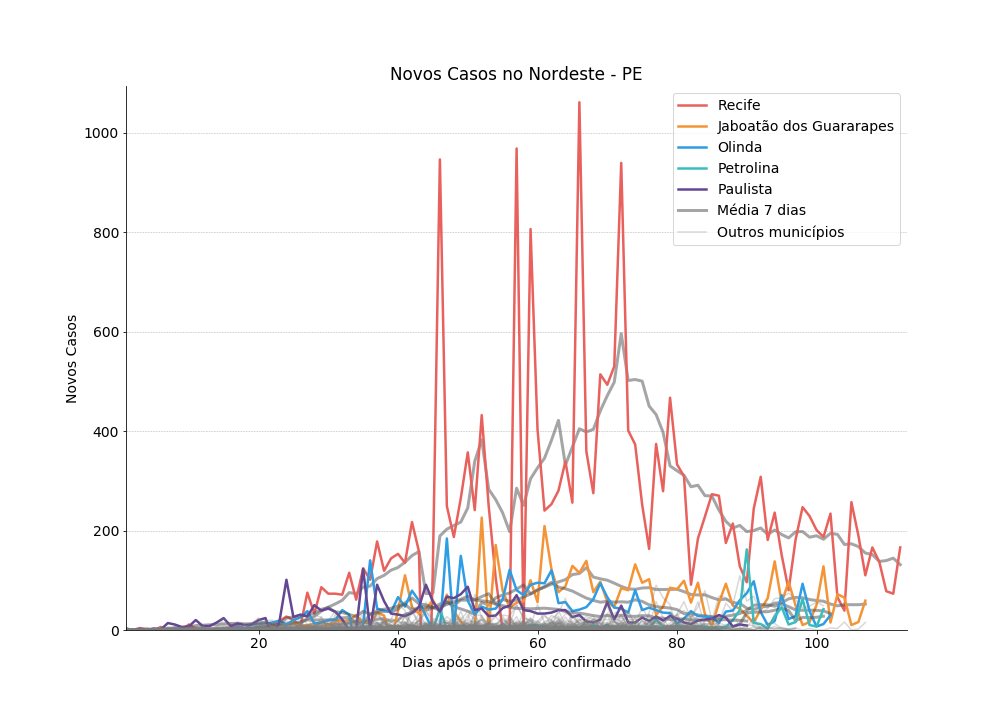 Novos Casos no Nordeste - PE
Recife
Jaboatão dos Guararapes
Olinda
Petrolina
Paulista
Média 7 dias
Outros municípios
Novos Casos
1000
800
600
400
200
0
20
40
60
80
100
Dias após o primeiro confirmado